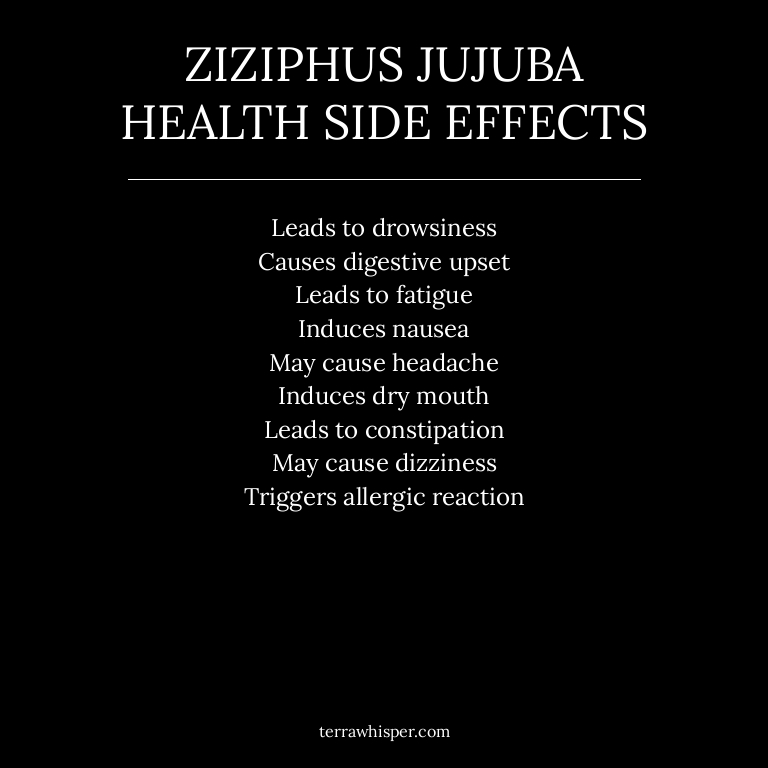 ZIZIPHUS JUJUBA
HEALTH SIDE EFFECTS
Leads to drowsiness
Causes digestive upset
Leads to fatigue
Induces nausea
May cause headache
Induces dry mouth
Leads to constipation
May cause dizziness
Triggers allergic reaction
terrawhisper.com